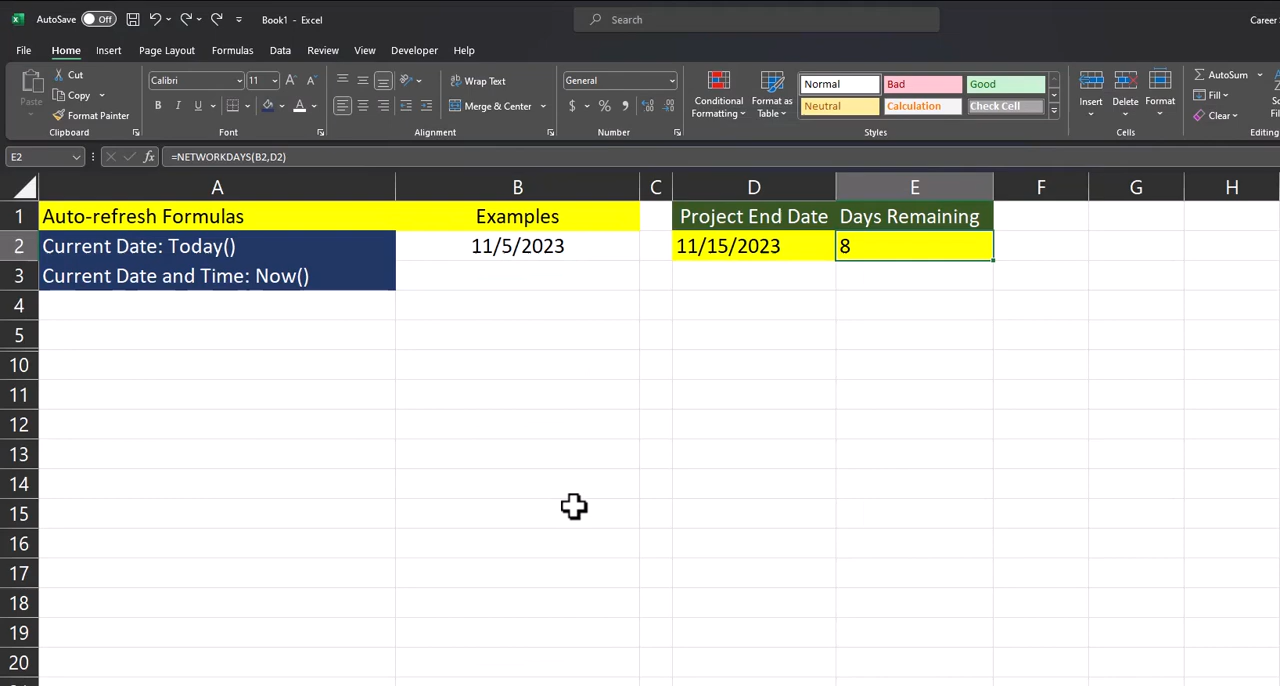 AutoSave Off Book1 - Excel Search Career
File Home Insert Page Layout Formulas Data Review View Developer Help
Paste Cut Copy Format Painter Clipboard
Calibri 11 B I U A Font
Wrap Text Merge & Center Alignment
General $ % , Number
Conditional Formatting Format as Table Normal Bad Good Neutral Calculation Check Cell Styles
Insert Delete Format Cells
AutoSum Fill Clear Editing
E2 fx =NETWORKDAYS(B2,D2)
A B C D E F G H
1 Auto-refresh Formulas Examples Project End Date Days Remaining
2 Current Date: Today() 11/5/2023 11/15/2023 8
3 Current Date and Time: Now()
4
5
10
11
12
13
14
15
16
17
18
19
20